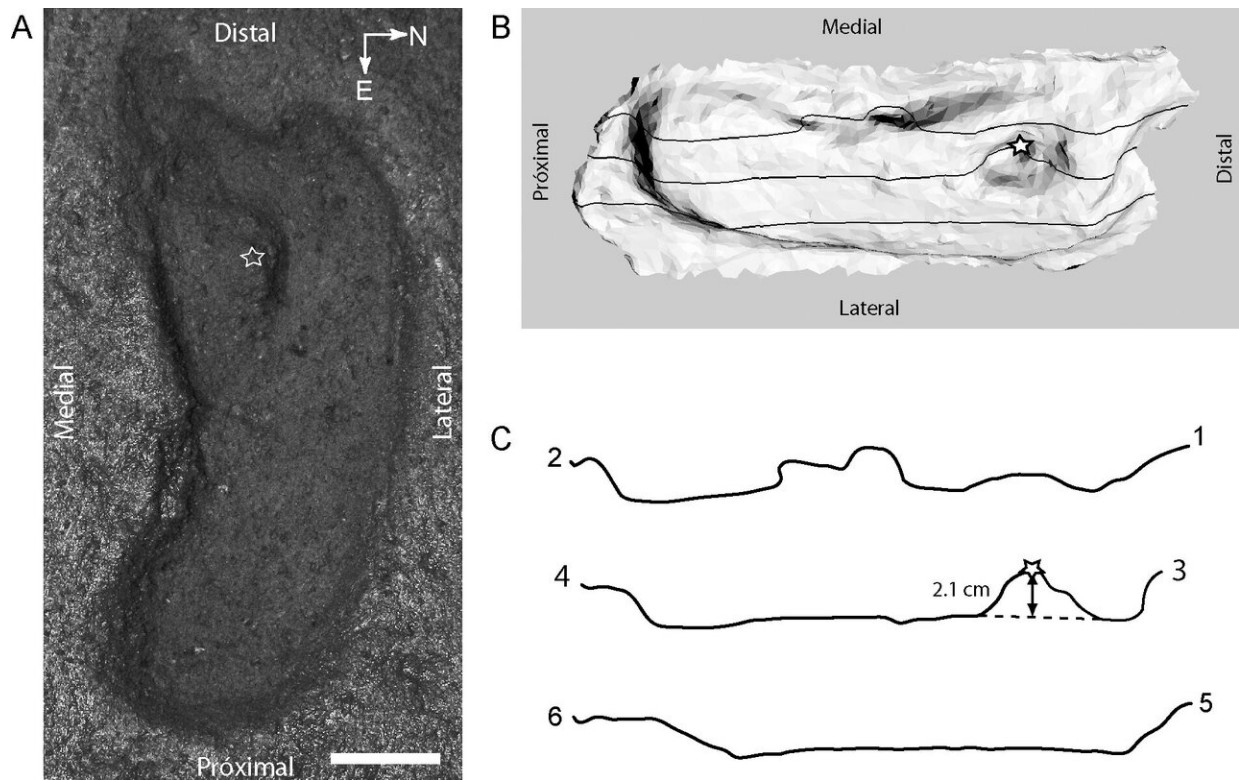 A
Distal
N
E
Medial
Lateral
Próximal
B
Medial
Próximal
Distal
Lateral
C
2
1
4
3
2.1 cm
6
5